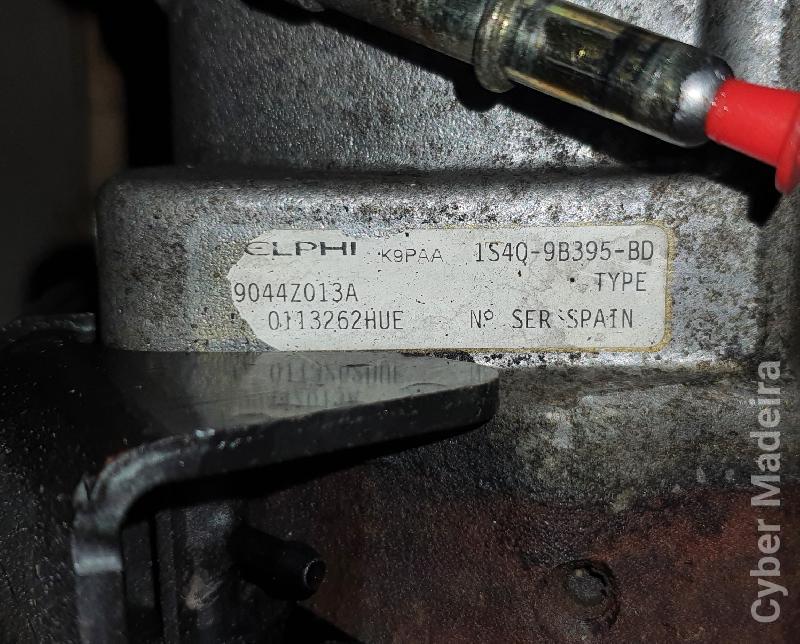 ELPHI K9PAA 1S4Q-9B395-BD
TYPE
9044Z013A
0113262HUE Nº SER SPAIN
Cyber Madeira